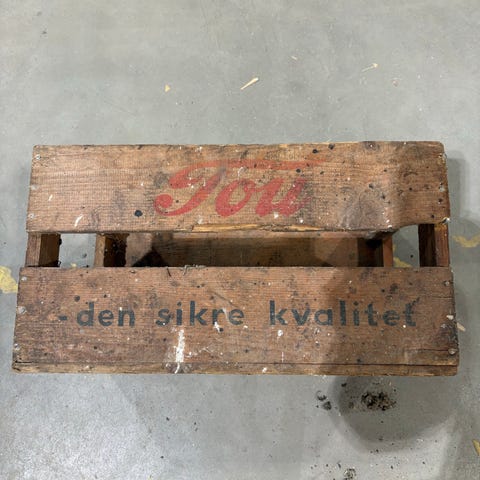 Tou
- den sikre kvalitet